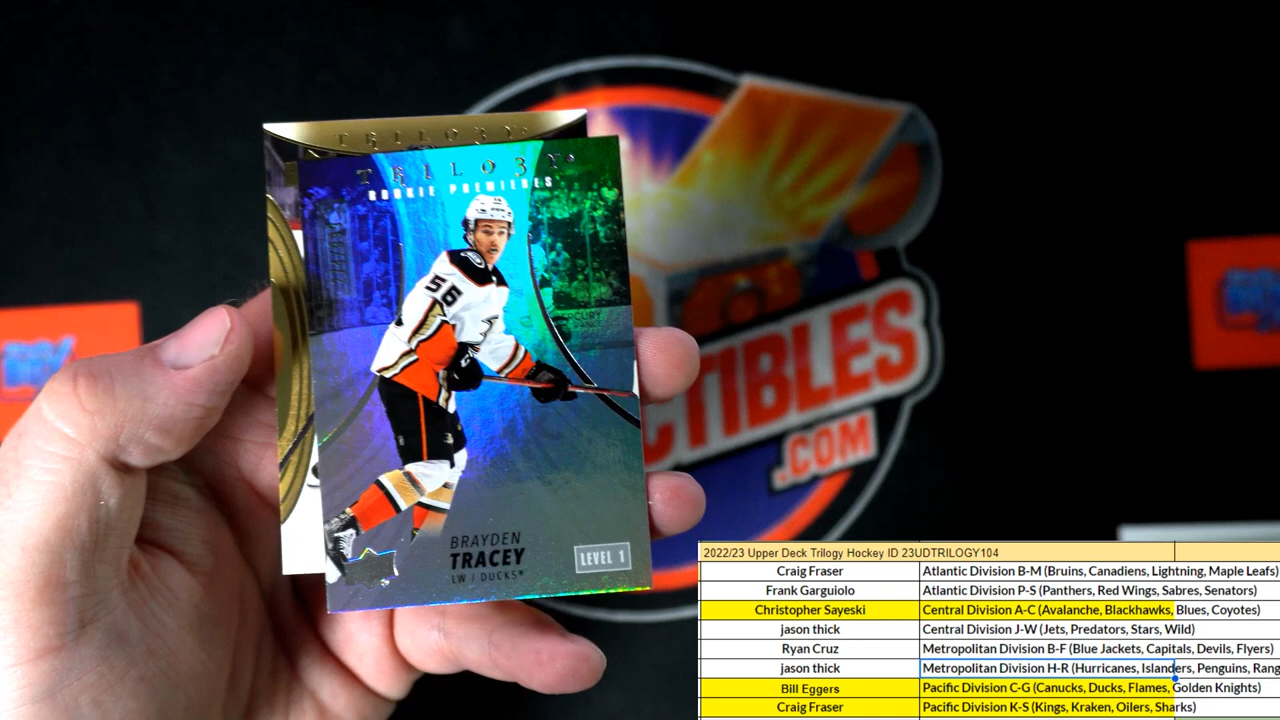 TRILO3Y
TRILO3Y
ROOKIE PREMIERES
56
BRAYDEN
TRACEY
LW / DUCKS
LEVEL 1
CTIBLES
.COM
2022/23 Upper Deck Trilogy Hockey ID 23UDTRILOGY104
Craig Fraser Atlantic Division B-M (Bruins, Canadiens, Lightning, Maple Leafs)
Frank Garguiolo Atlantic Division P-S (Panthers, Red Wings, Sabres, Senators)
Christopher Sayeski Central Division A-C (Avalanche, Blackhawks, Blues, Coyotes)
jason thick Central Division J-W (Jets, Predators, Stars, Wild)
Ryan Cruz Metropolitan Division B-F (Blue Jackets, Capitals, Devils, Flyers)
jason thick Metropolitan Division H-R (Hurricanes, Islanders, Penguins, Rang
Bill Eggers Pacific Division C-G (Canucks, Ducks, Flames, Golden Knights)
Craig Fraser Pacific Division K-S (Kings, Kraken, Oilers, Sharks)